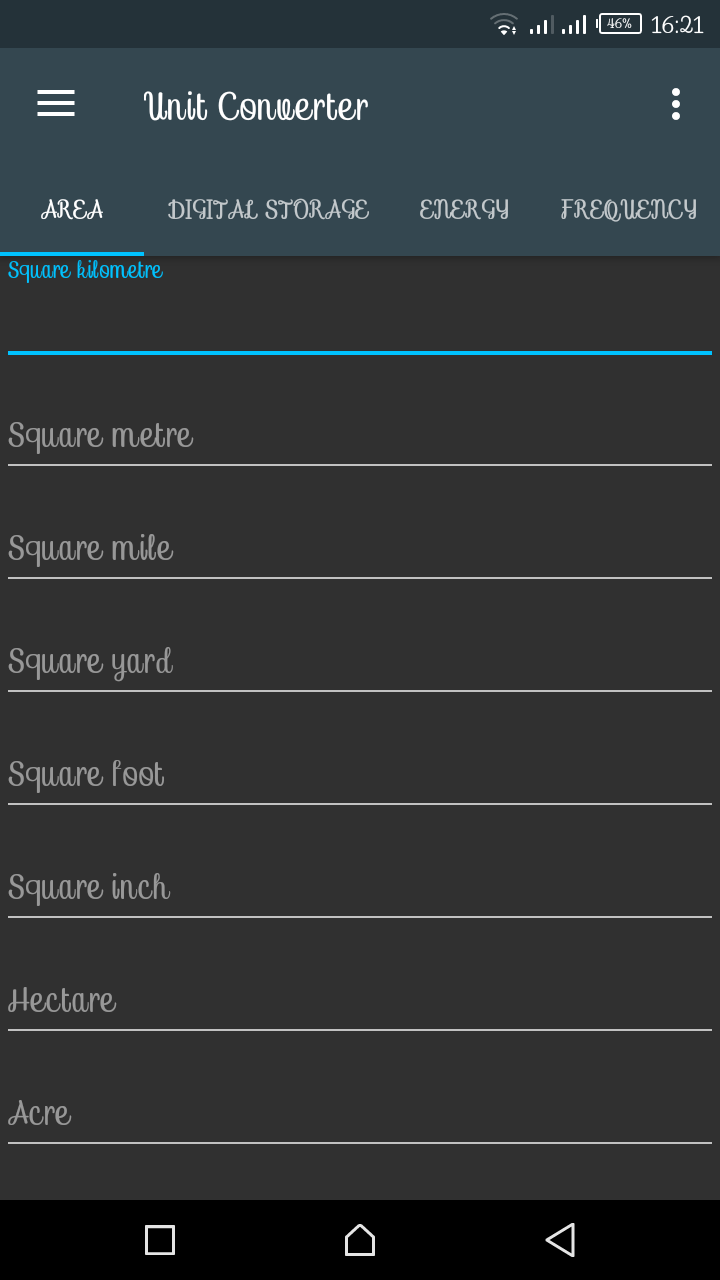 46% 16:21
Unit Converter
AREA DIGITAL STORAGE ENERGY FREQUENCY
Square kilometre
Square metre
Square mile
Square yard
Square foot
Square inch
Hectare
Acre